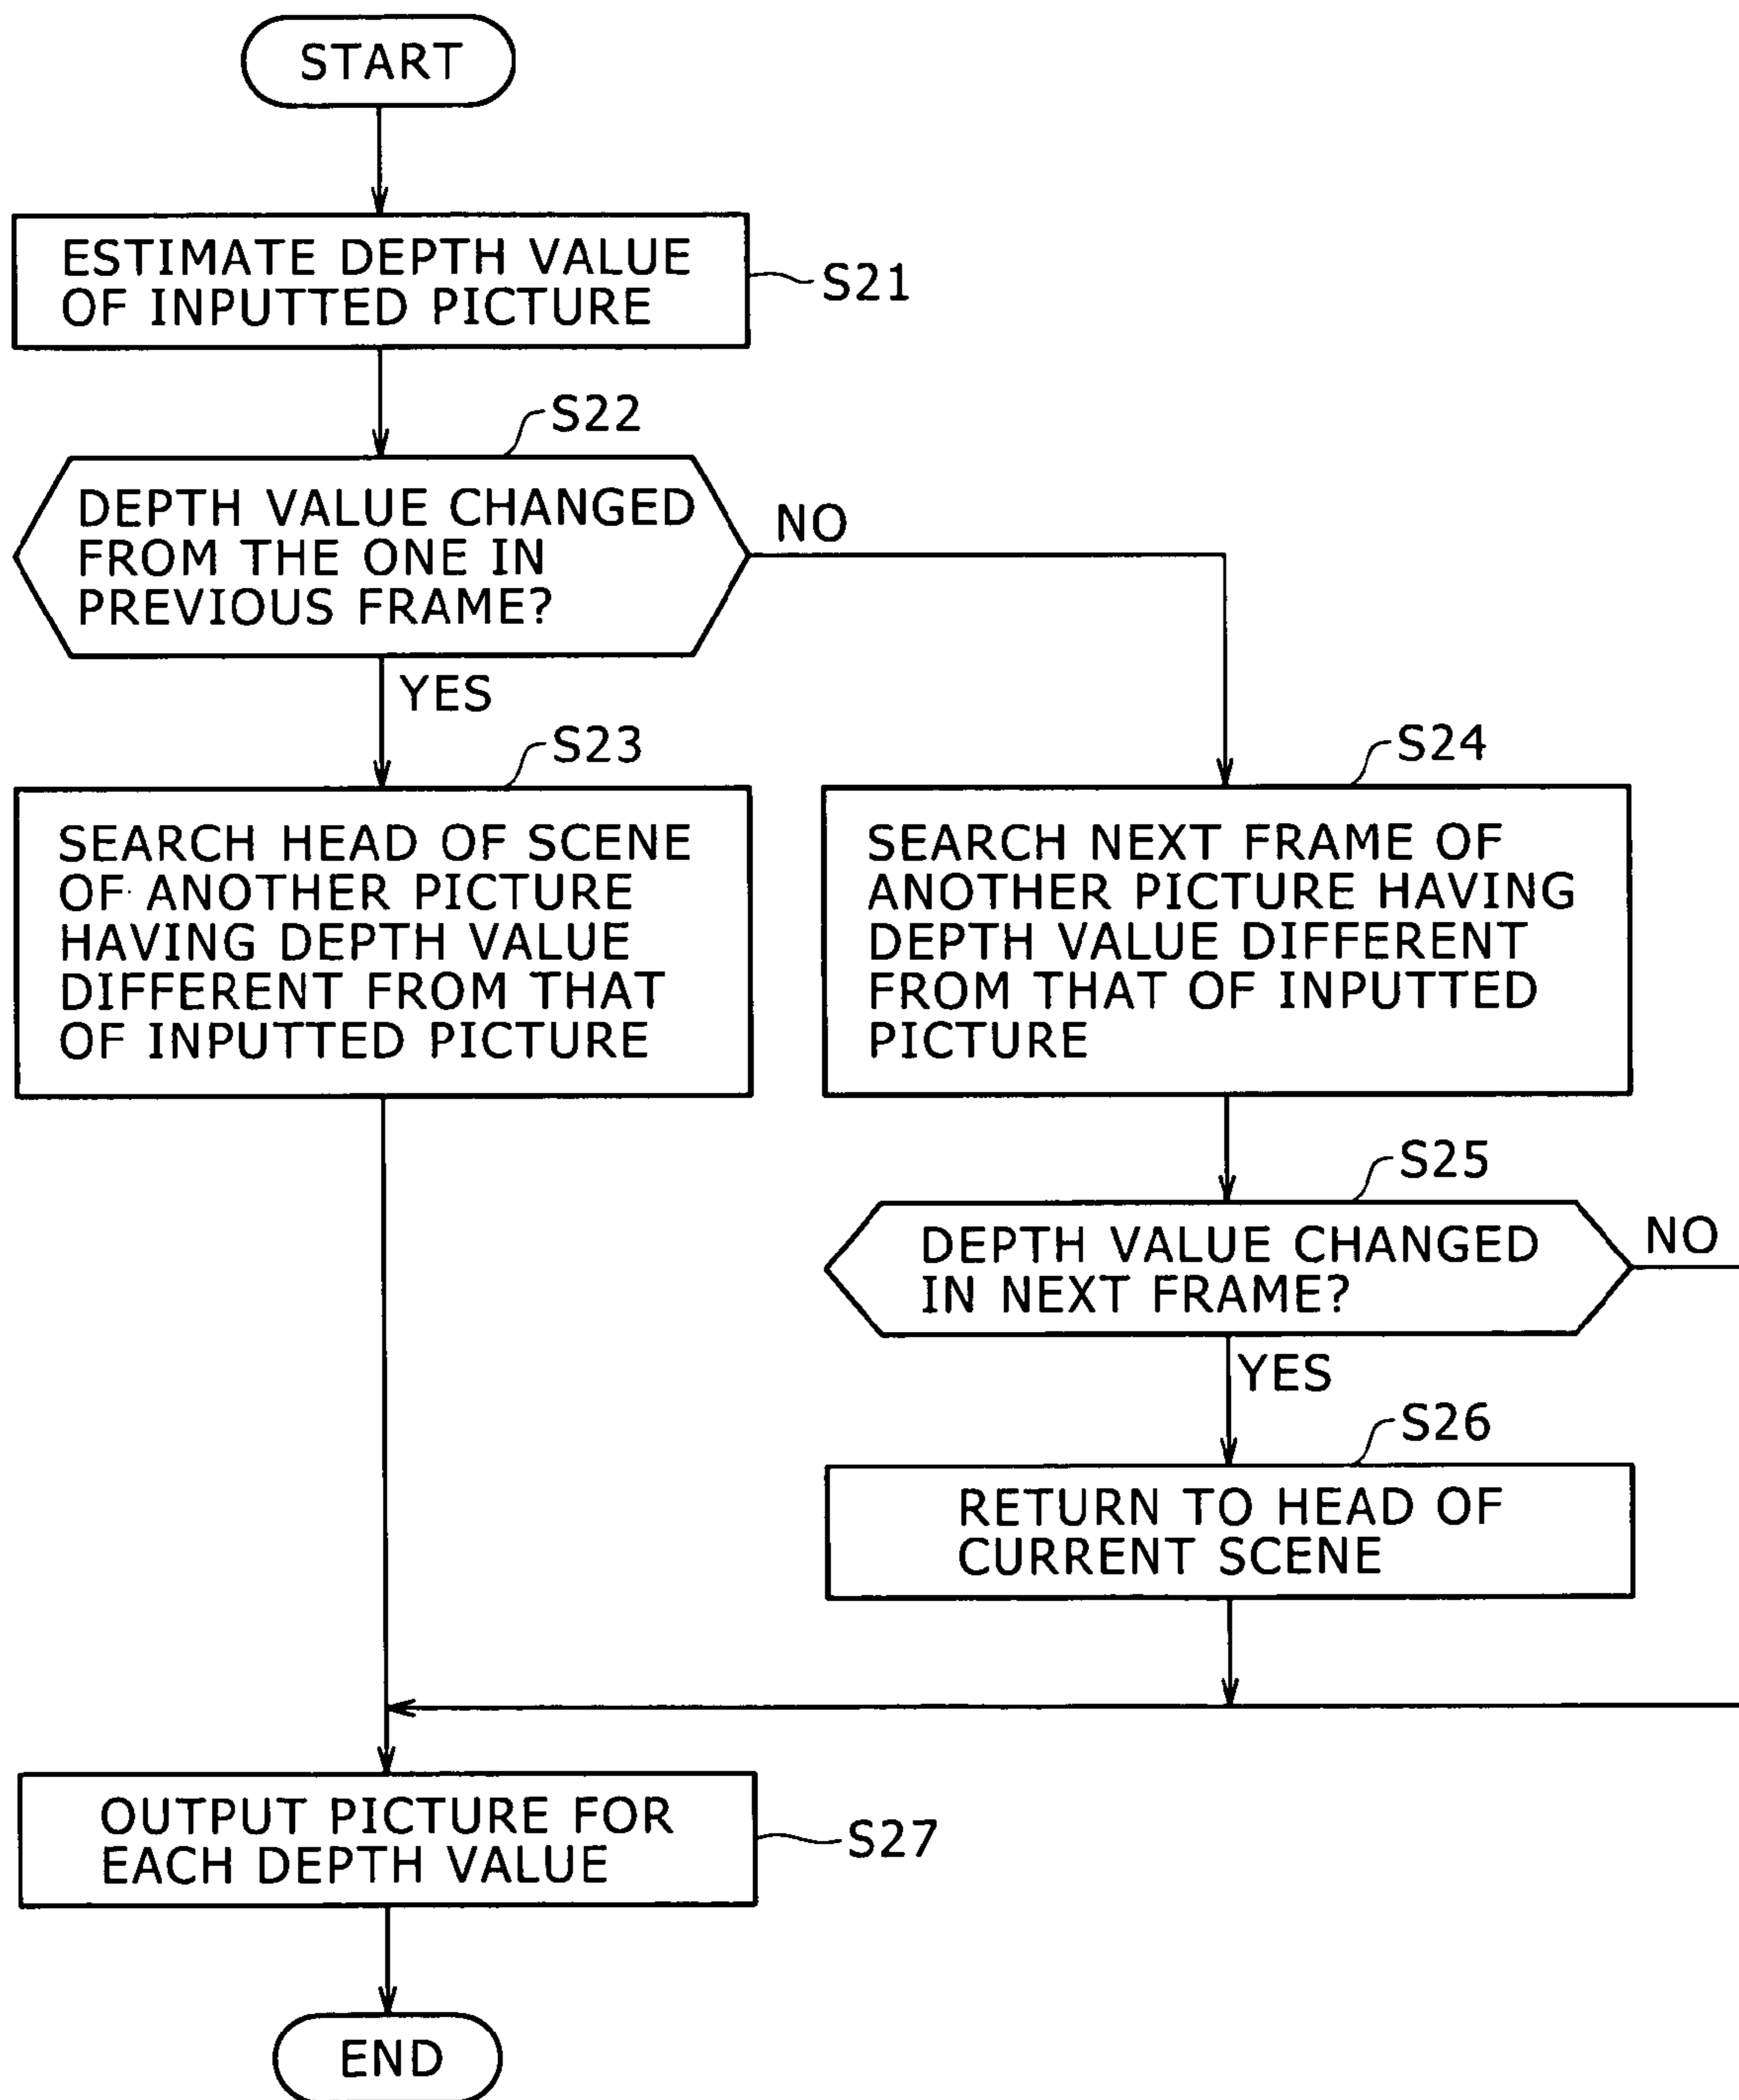 START
ESTIMATE DEPTH VALUE
OF INPUTTED PICTURE
S21
S22
DEPTH VALUE CHANGED
FROM THE ONE IN
PREVIOUS FRAME?
NO
YES
S23
SEARCH HEAD OF SCENE
OF ANOTHER PICTURE
HAVING DEPTH VALUE
DIFFERENT FROM THAT
OF INPUTTED PICTURE
S24
SEARCH NEXT FRAME OF
ANOTHER PICTURE HAVING
DEPTH VALUE DIFFERENT
FROM THAT OF INPUTTED
PICTURE
S25
DEPTH VALUE CHANGED
IN NEXT FRAME?
NO
YES
S26
RETURN TO HEAD OF
CURRENT SCENE
OUTPUT PICTURE FOR
EACH DEPTH VALUE
S27
END